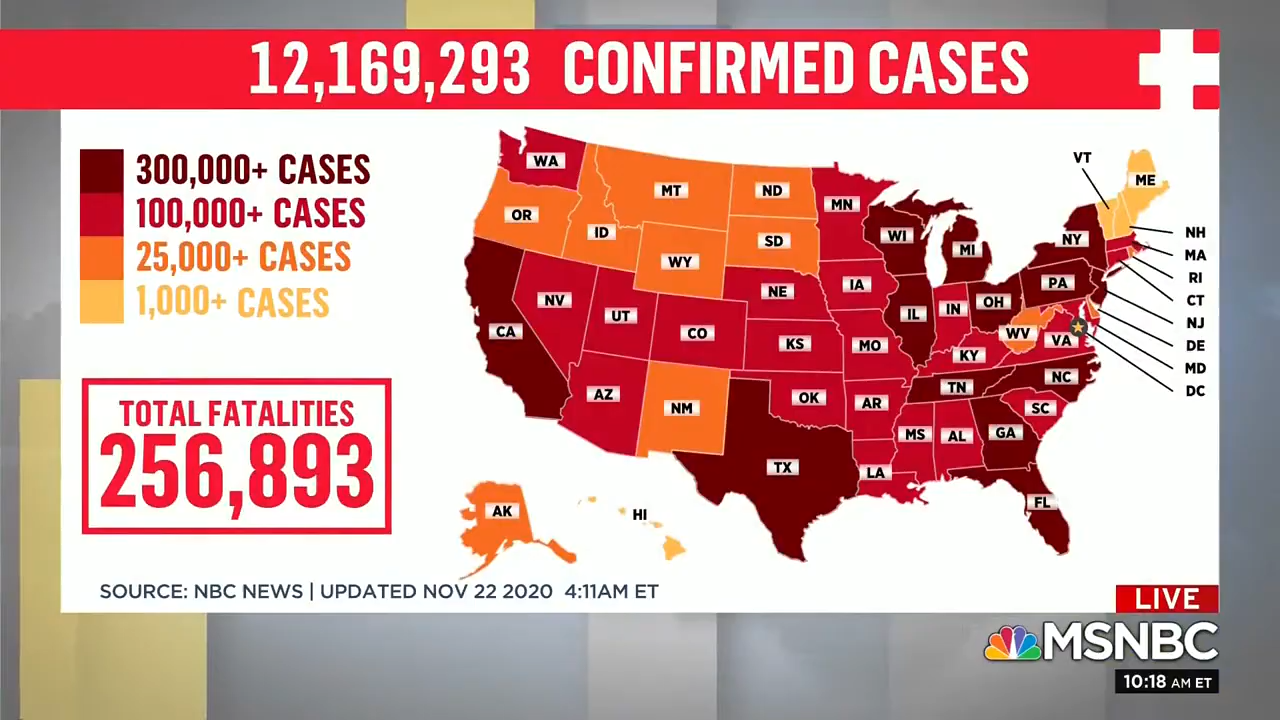 12,169,293 CONFIRMED CASES
300,000+ CASES
100,000+ CASES
25,000+ CASES
1,000+ CASES
TOTAL FATALITIES
256,893
WA
MT
ND
MN
VT
ME
OR
ID
WY
SD
WI
MI
NY
NH
MA
RI
CT
NJ
DE
MD
DC
NV
UT
CO
NE
IA
IL
IN
OH
PA
CA
KS
MO
KY
WV
VA
AZ
NM
OK
AR
TN
NC
SC
MS
AL
GA
TX
LA
FL
AK
HI
SOURCE: NBC NEWS | UPDATED NOV 22 2020 4:11AM ET
LIVE
MSNBC
10:18 AM ET